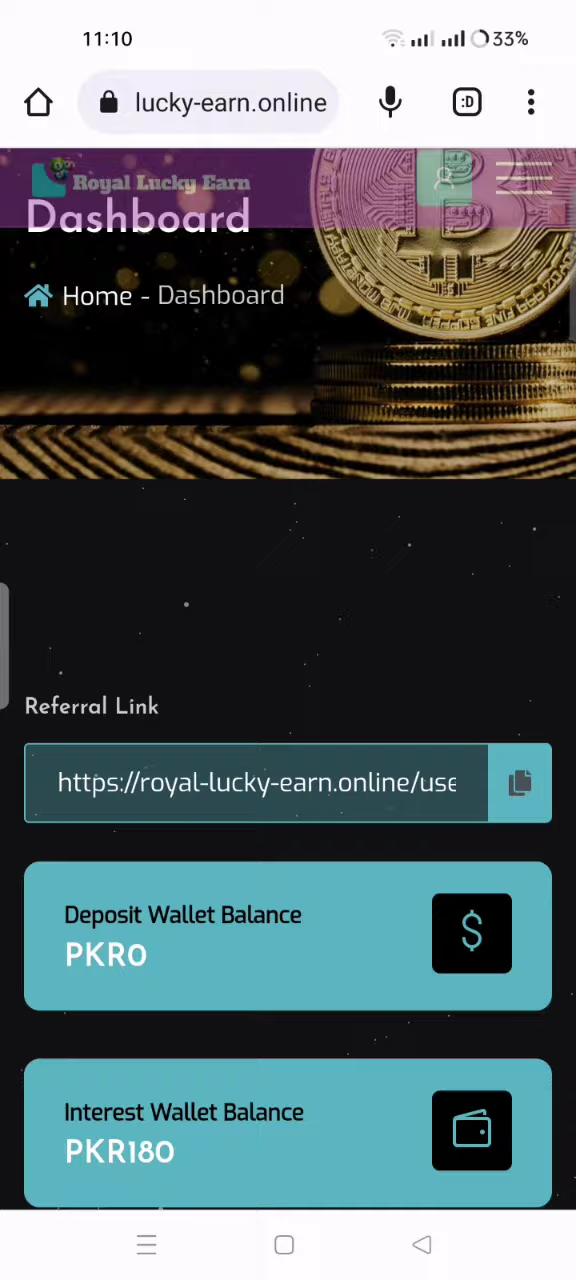 11:10
33%
lucky-earn.online
:D
Royal Lucky Earn
Dashboard
Home - Dashboard
Referral Link
https://royal-lucky-earn.online/use
Deposit Wallet Balance
PKR0
$
Interest Wallet Balance
PKR180